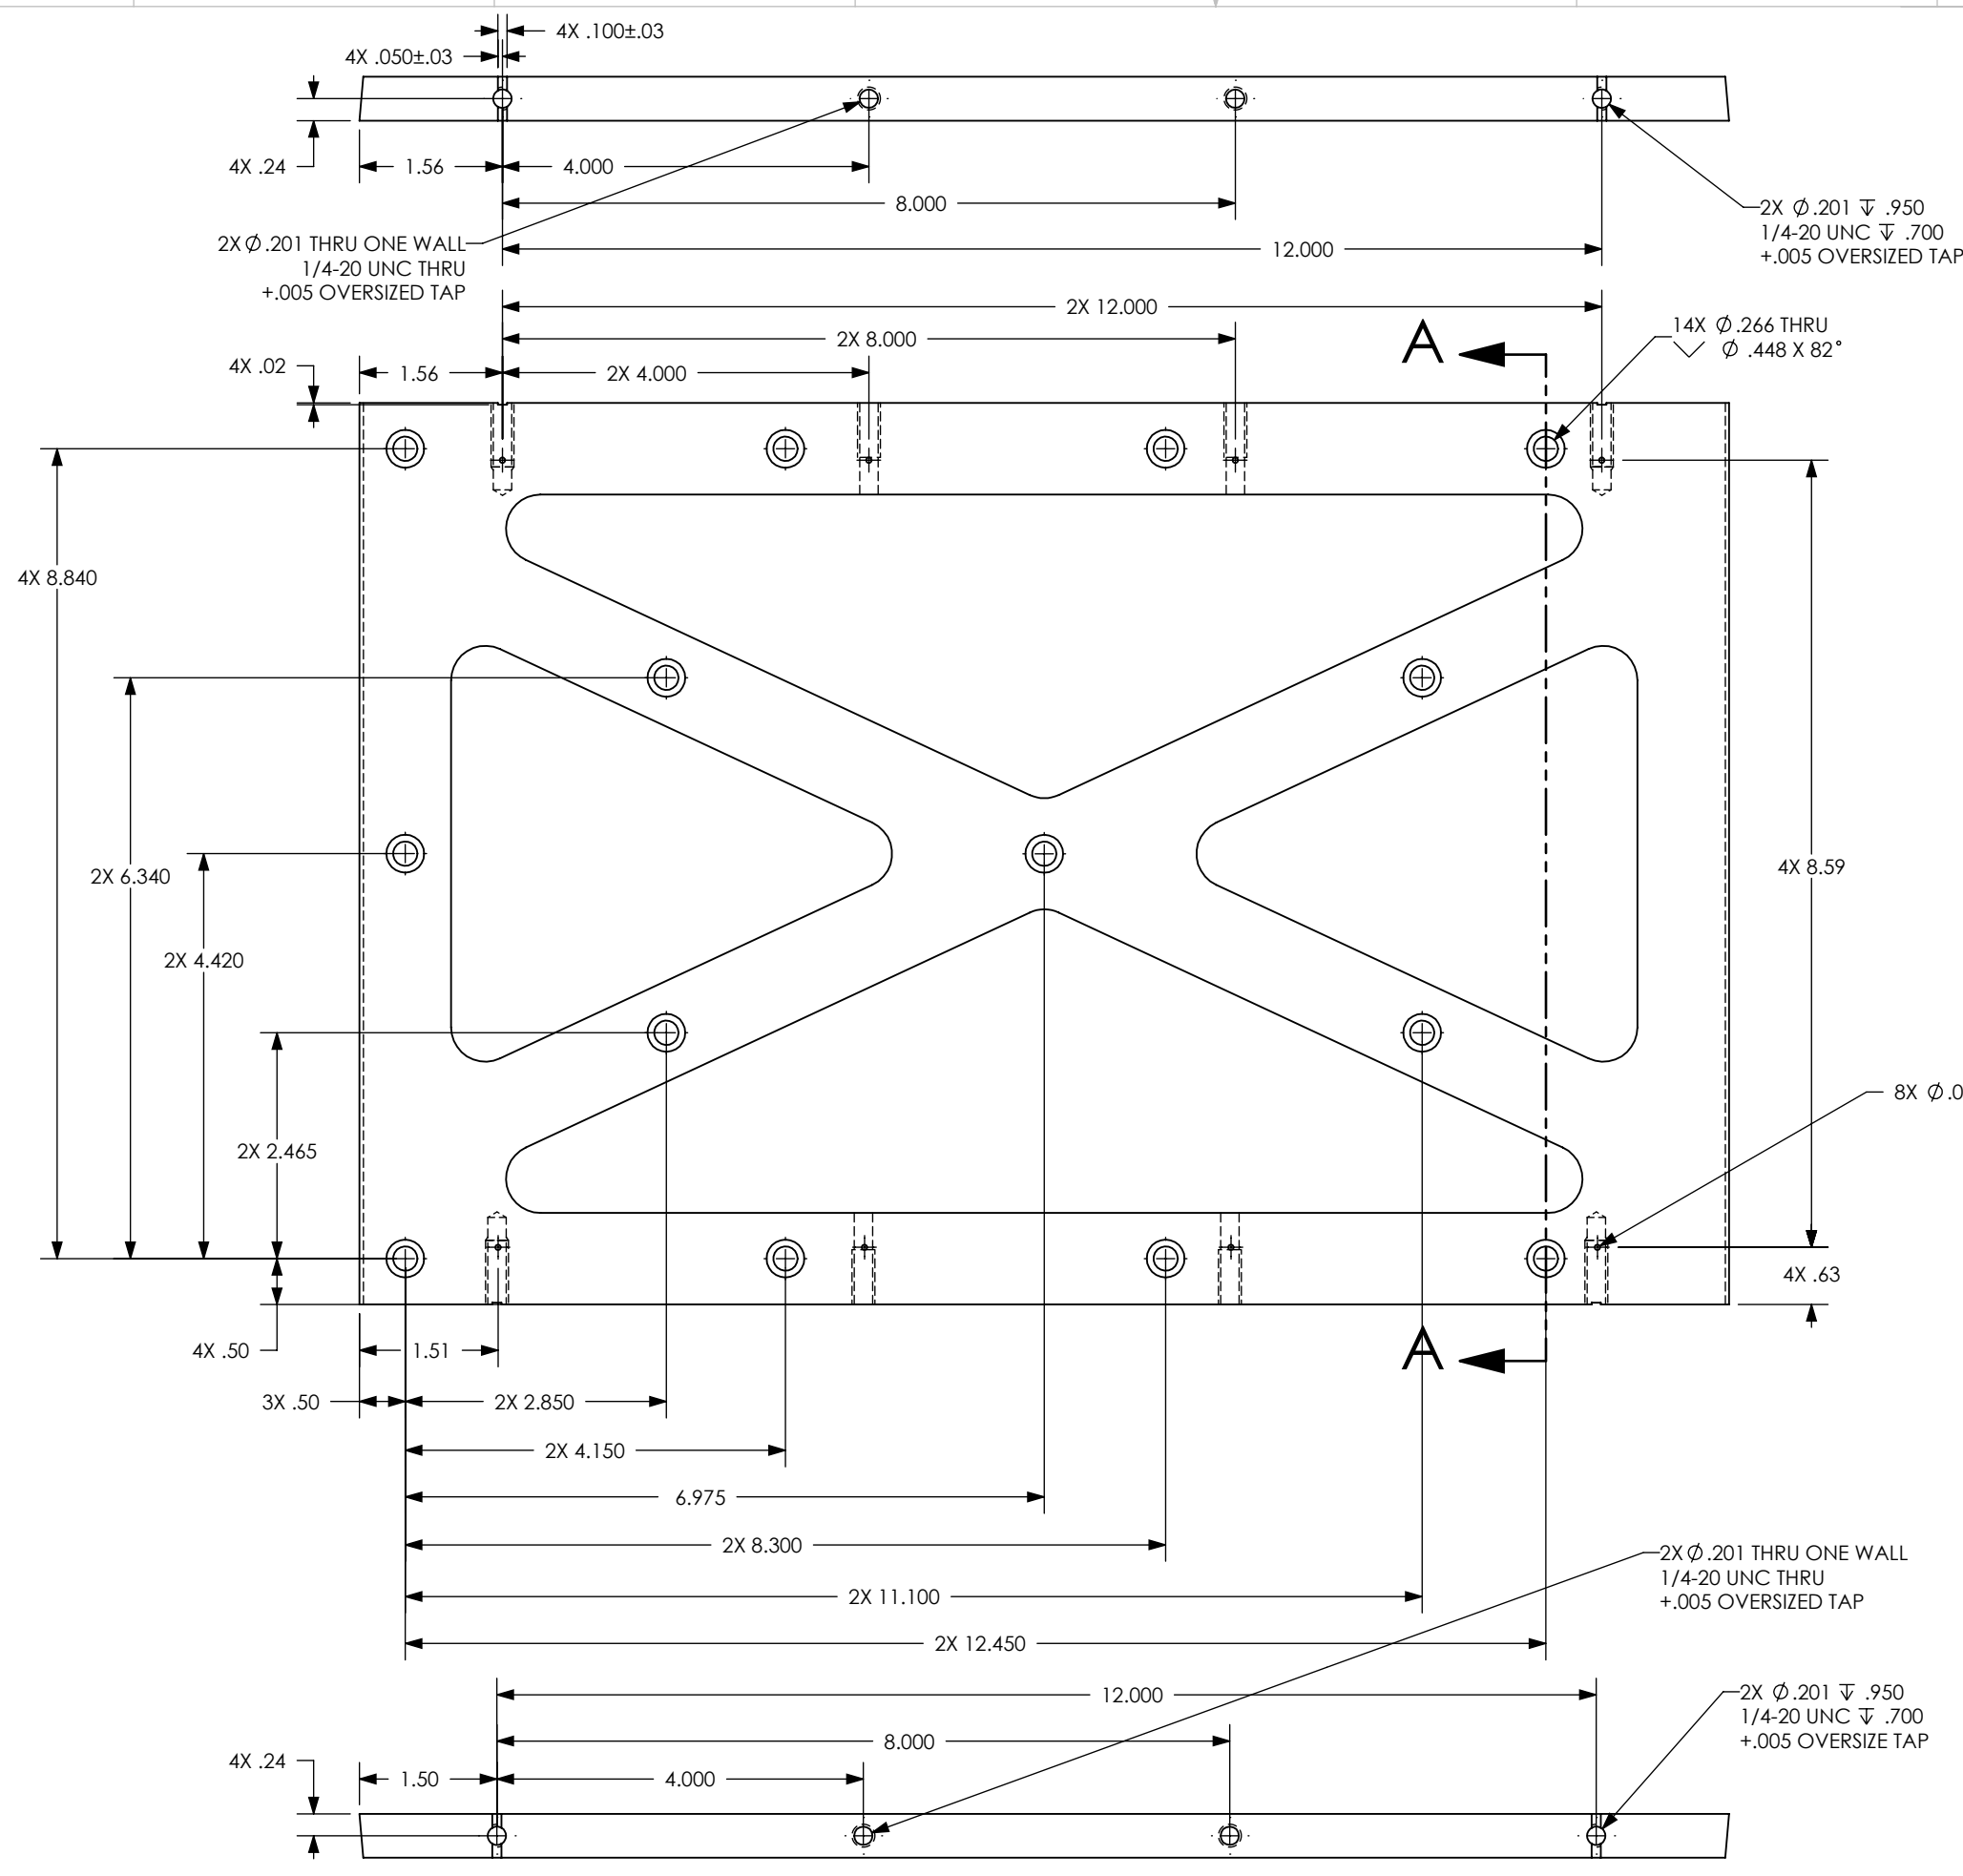 4X .100±.03
4X .050±.03
4X .24
1.56
4.000
8.000
2X Ø.201 THRU ONE WALL
1/4-20 UNC THRU
+.005 OVERSIZED TAP
12.000
2X Ø.201 ↧ .950
1/4-20 UNC ↧ .700
+.005 OVERSIZED TAP
2X 12.000
2X 8.000
A
14X Ø.266 THRU
⌵ Ø .448 X 82°
4X .02
1.56
2X 4.000
4X 8.840
2X 6.340
4X 8.59
2X 4.420
8X Ø.0
2X 2.465
4X .63
4X .50
1.51
A
3X .50
2X 2.850
2X 4.150
6.975
2X 8.300
2X Ø.201 THRU ONE WALL
1/4-20 UNC THRU
+.005 OVERSIZED TAP
2X 11.100
2X 12.450
12.000
2X Ø.201 ↧ .950
1/4-20 UNC ↧ .700
+.005 OVERSIZE TAP
8.000
4X .24
1.50
4.000